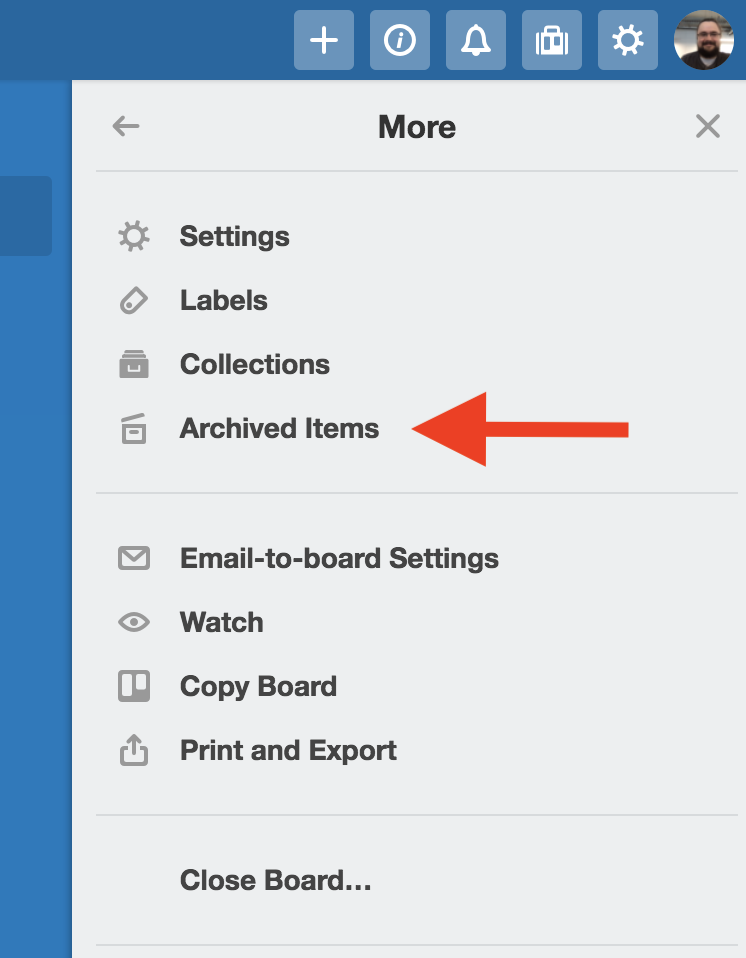 More
Settings
Labels
Collections
Archived Items
Email-to-board Settings
Watch
Copy Board
Print and Export
Close Board...